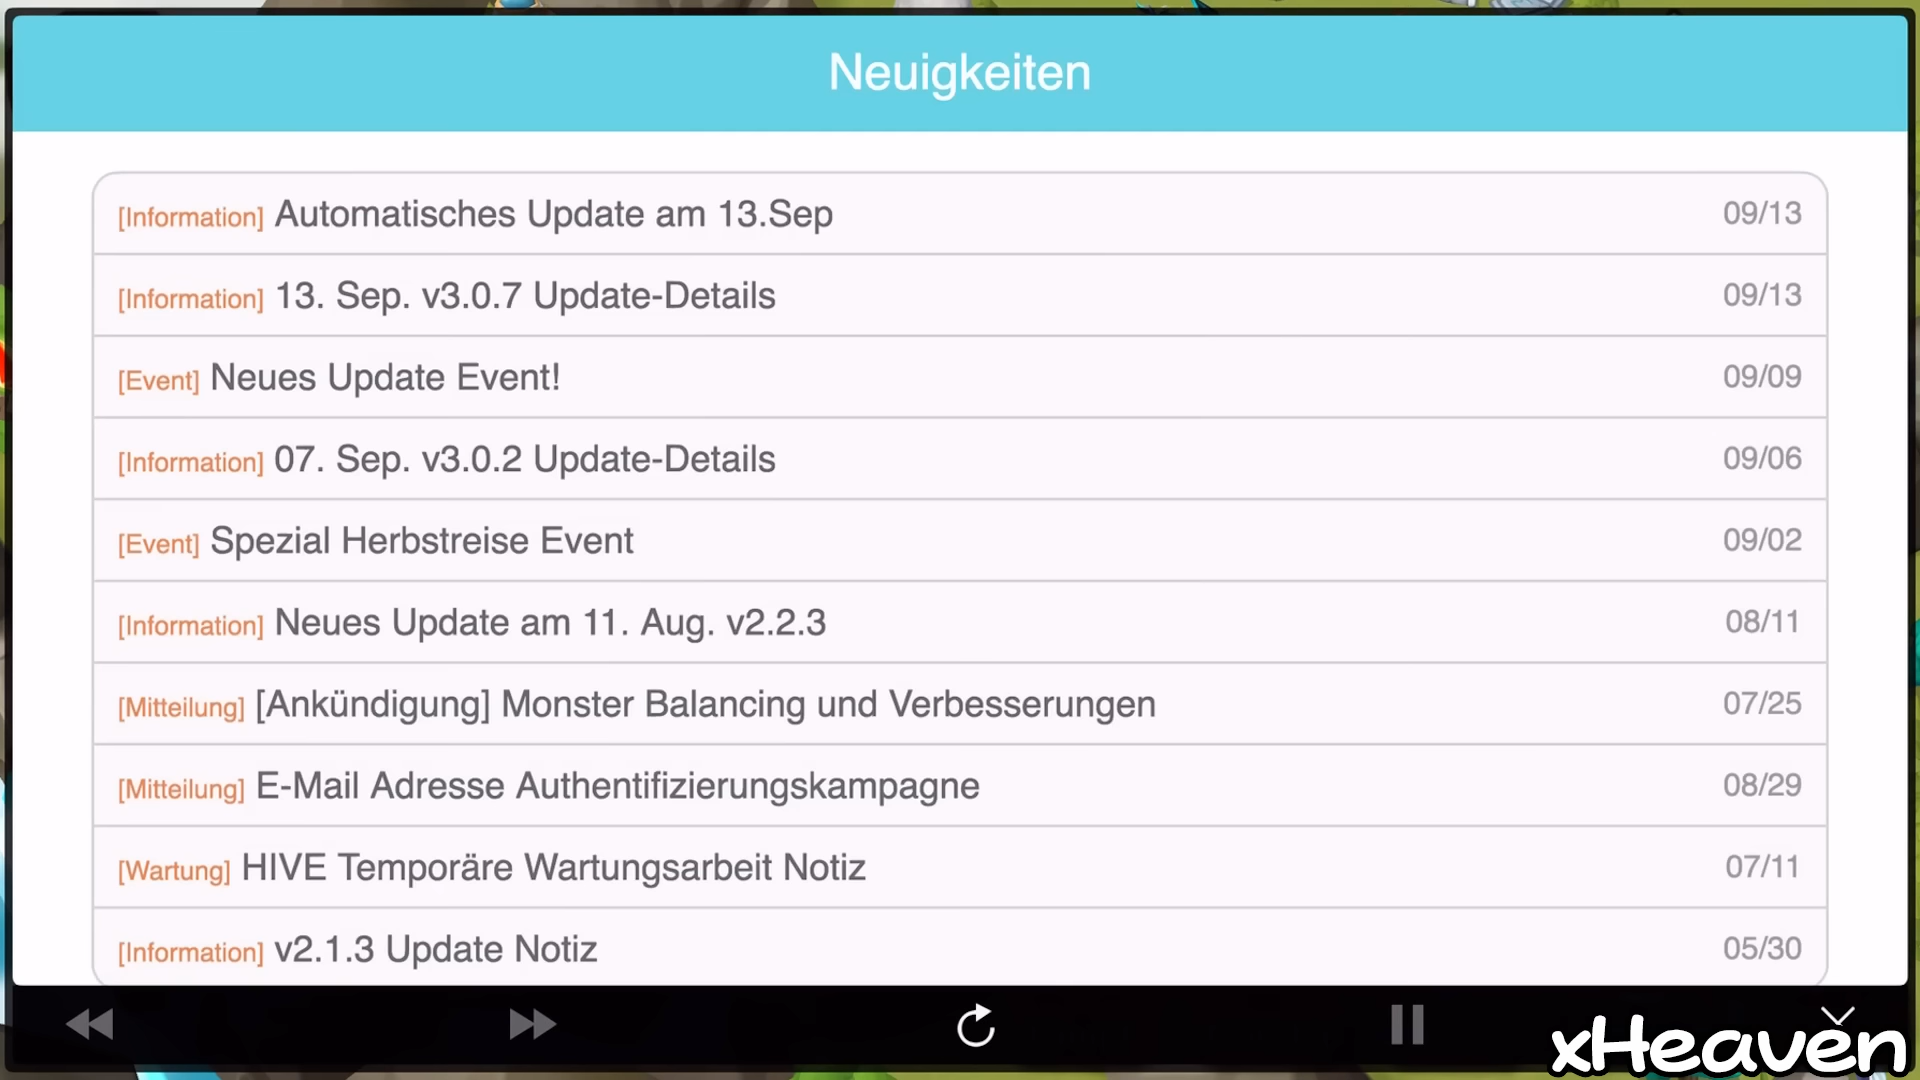 Neuigkeiten
[Information] Automatisches Update am 13.Sep 09/13
[Information] 13. Sep. v3.0.7 Update-Details 09/13
[Event] Neues Update Event! 09/09
[Information] 07. Sep. v3.0.2 Update-Details 09/06
[Event] Spezial Herbstreise Event 09/02
[Information] Neues Update am 11. Aug. v2.2.3 08/11
[Mitteilung] [Ankündigung] Monster Balancing und Verbesserungen 07/25
[Mitteilung] E-Mail Adresse Authentifizierungskampagne 08/29
[Wartung] HIVE Temporäre Wartungsarbeit Notiz 07/11
[Information] v2.1.3 Update Notiz 05/30
xHeaven